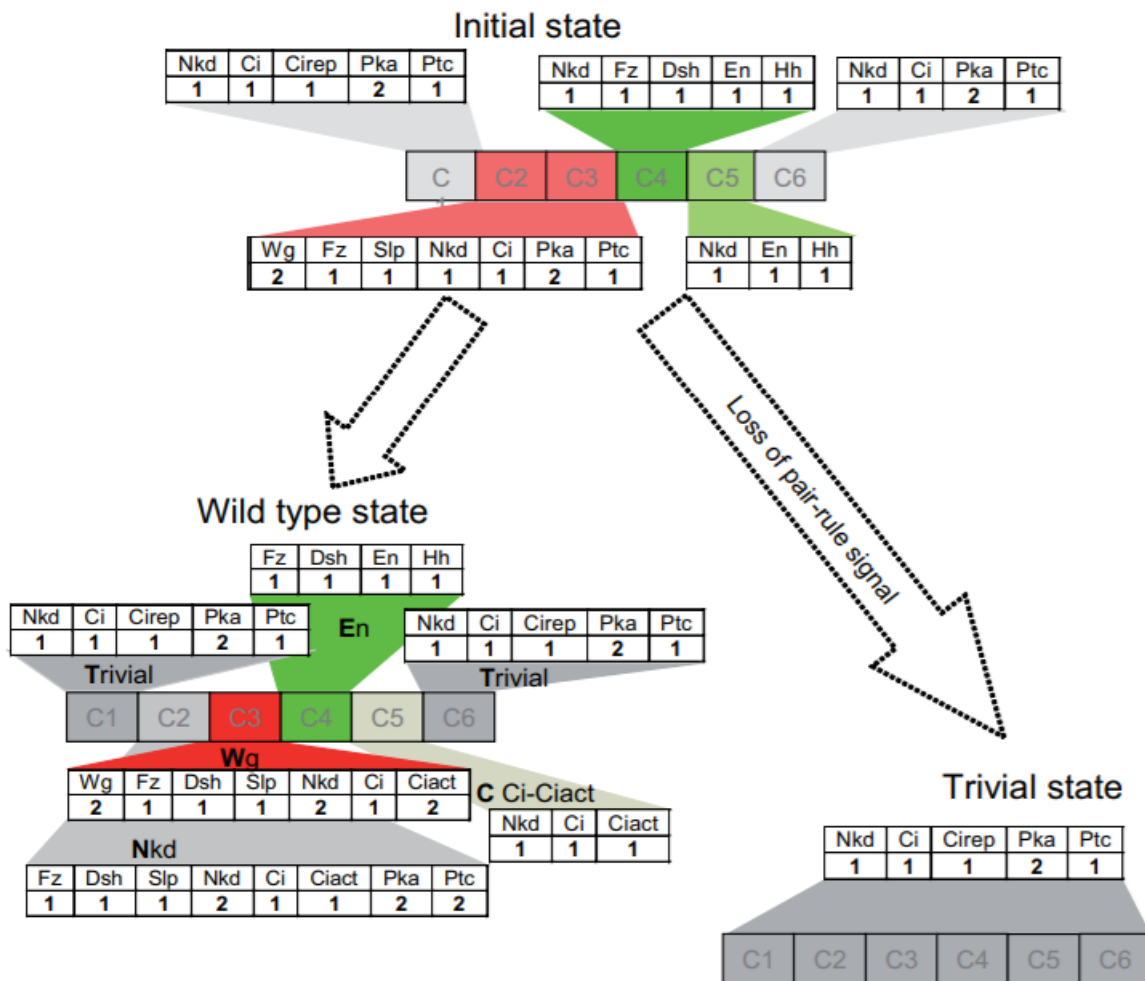 Initial state
Nkd Ci Cirep Pka Ptc
1 1 1 2 1
Nkd Fz Dsh En Hh
1 1 1 1 1
Nkd Ci Pka Ptc
1 1 2 1
C1 C2 C3 C4 C5 C6
Wg Fz Slp Nkd Ci Pka Ptc
2 1 1 1 1 2 1
Nkd En Hh
1 1 1
Loss of pair-rule signal
Wild type state
Fz Dsh En Hh
1 1 1 1
Nkd Ci Cirep Pka Ptc
1 1 1 2 1
En
Nkd Ci Cirep Pka Ptc
1 1 1 2 1
Trivial
Trivial
C1 C2 C3 C4 C5 C6
Wg
Wg Fz Dsh Slp Nkd Ci Ciact
2 1 1 1 2 1 2
C Ci-Ciact
Nkd Ci Ciact
1 1 1
Nkd
Fz Dsh Slp Nkd Ci Ciact Pka Ptc
1 1 1 2 1 1 2 2
Trivial state
Nkd Ci Cirep Pka Ptc
1 1 1 2 1
C1 C2 C3 C4 C5 C6